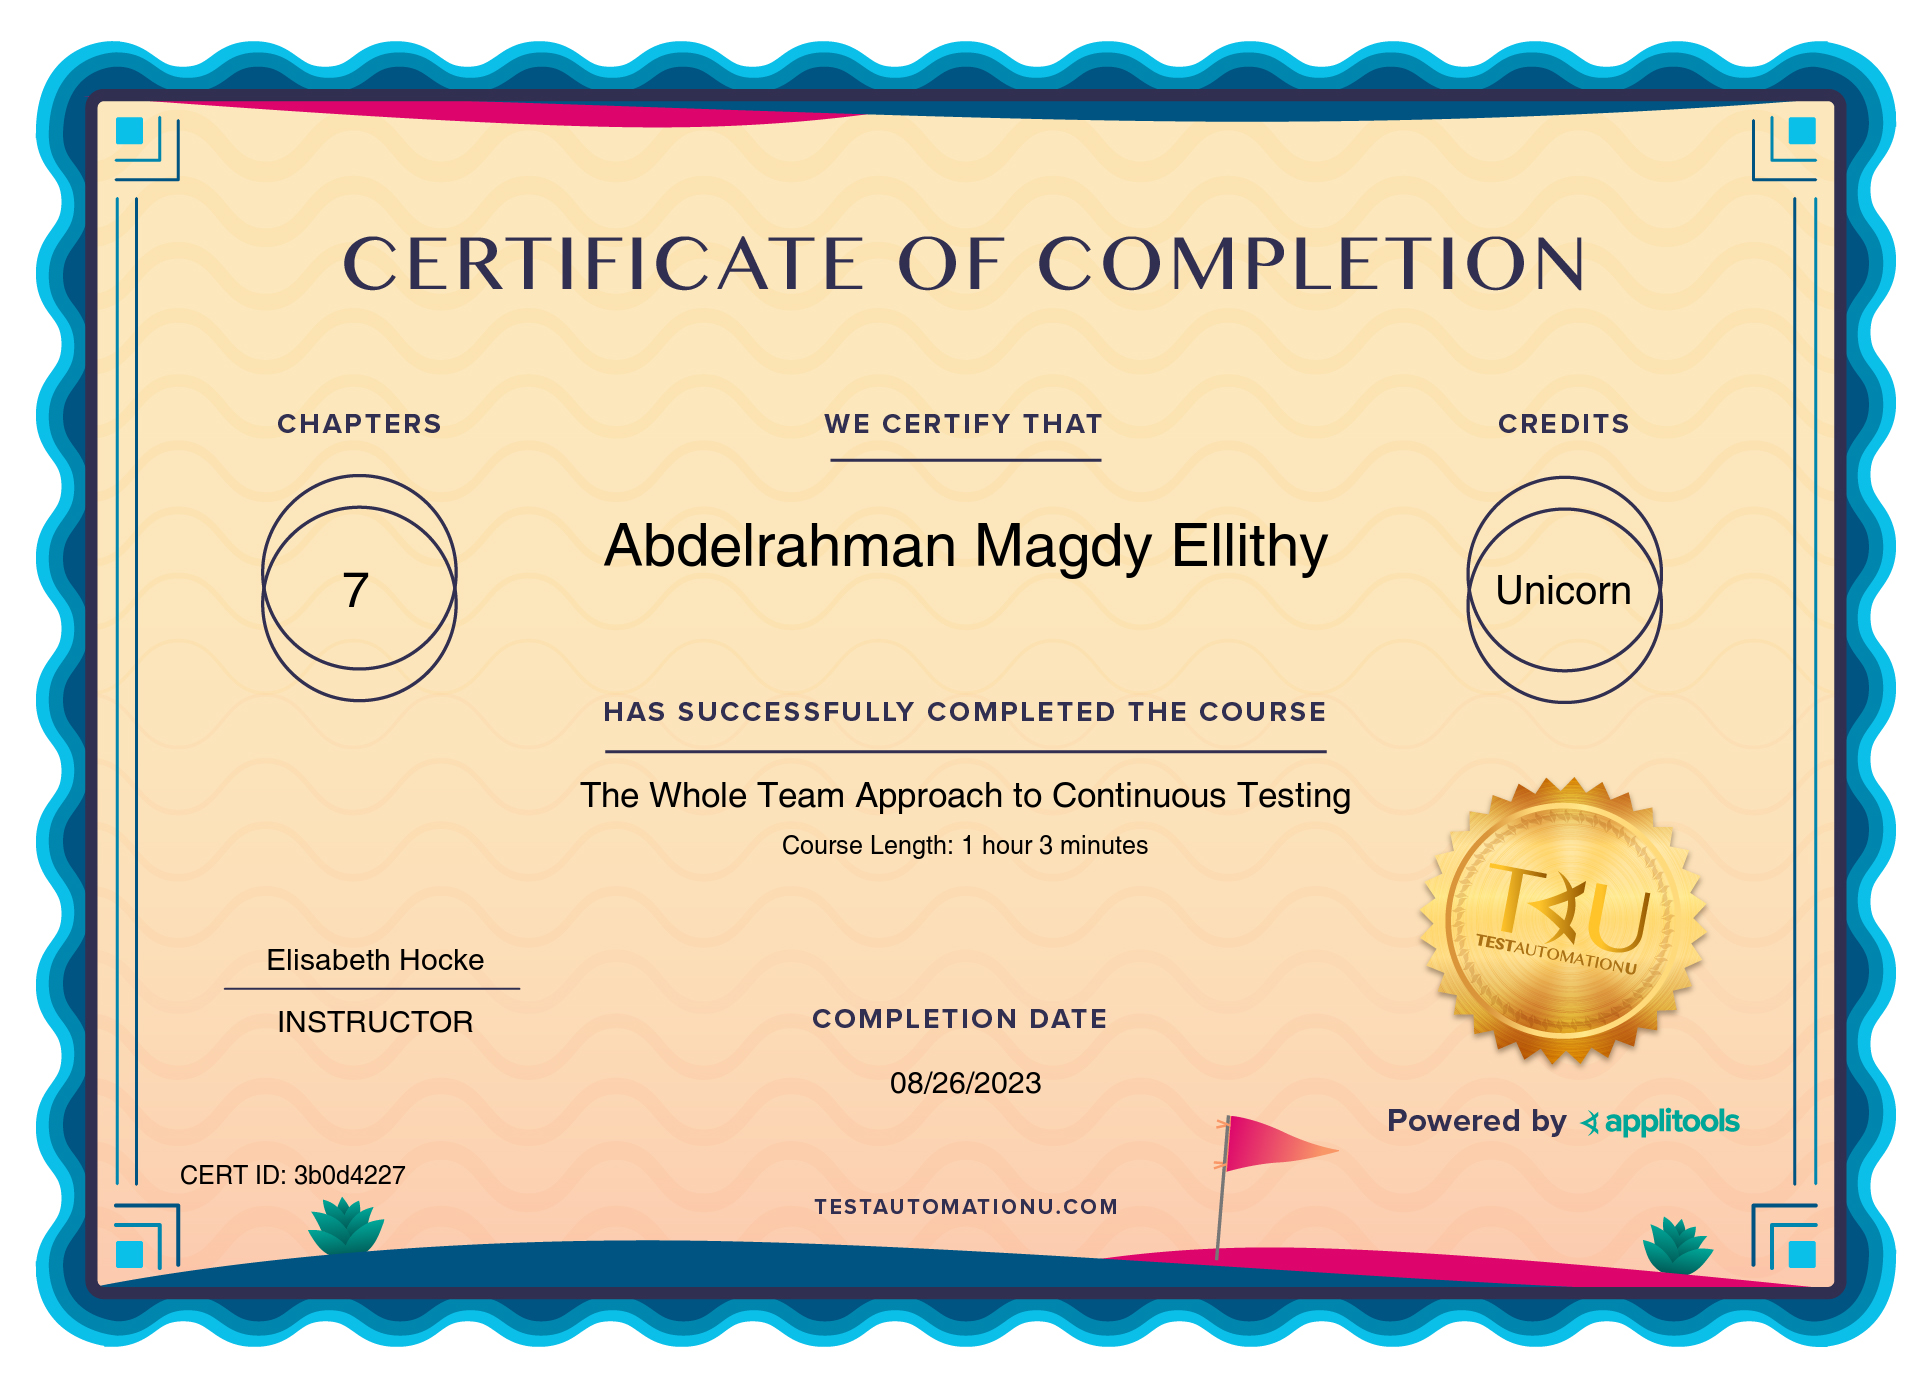 CERTIFICATE OF COMPLETION
CHAPTERS
7
WE CERTIFY THAT
Abdelrahman Magdy Ellithy
CREDITS
Unicorn
HAS SUCCESSFULLY COMPLETED THE COURSE
The Whole Team Approach to Continuous Testing
Course Length: 1 hour 3 minutes
TAU
TESTAUTOMATIONU
Elisabeth Hocke
INSTRUCTOR
COMPLETION DATE
08/26/2023
Powered by applitools
CERT ID: 3b0d4227
TESTAUTOMATIONU.COM